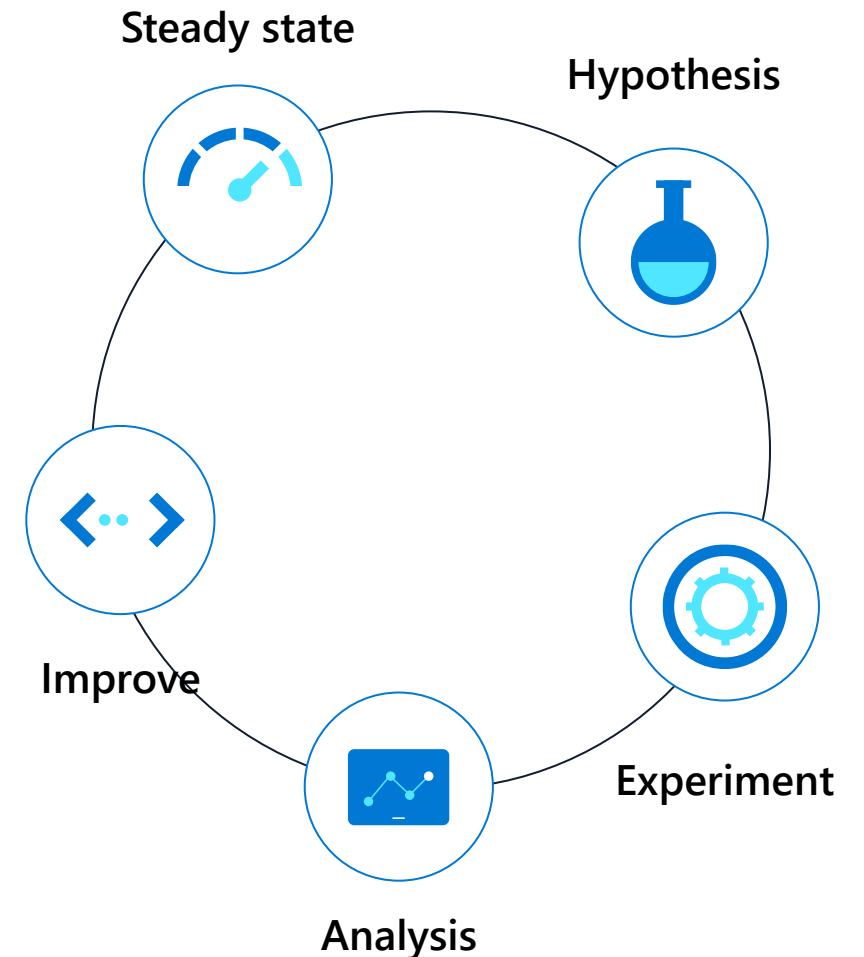 Steady state
Hypothesis
Experiment
Analysis
Improve